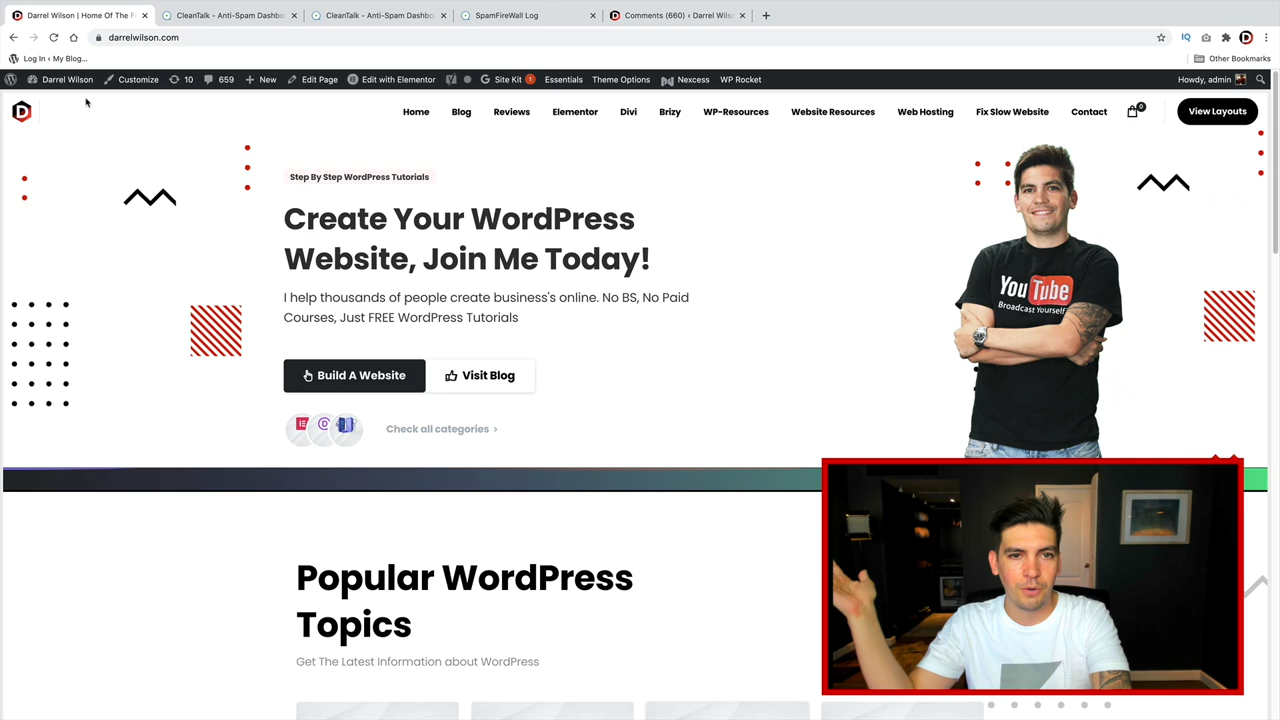 Darrel Wilson | Home Of The F
CleanTalk - Anti-Spam Dashbo
CleanTalk - Anti-Spam Dashbo
SpamFireWall Log
Comments (660) ‹ Darrel Wils
darrelwilson.com
Log In ‹ My Blog...
Other Bookmarks
Darrel Wilson
Customize
10
659
New
Edit Page
Edit with Elementor
Site Kit 1
Essentials
Theme Options
Nexcess
WP Rocket
Howdy, admin
Home
Blog
Reviews
Elementor
Divi
Brizy
WP-Resources
Website Resources
Web Hosting
Fix Slow Website
Contact
0
View Layouts
Step By Step WordPress Tutorials
Create Your WordPress
Website, Join Me Today!
I help thousands of people create business's online. No BS, No Paid
Courses, Just FREE WordPress Tutorials
Build A Website
Visit Blog
Check all categories >
You Tube
Broadcast Yourself
Popular WordPress
Topics
Get The Latest Information about WordPress